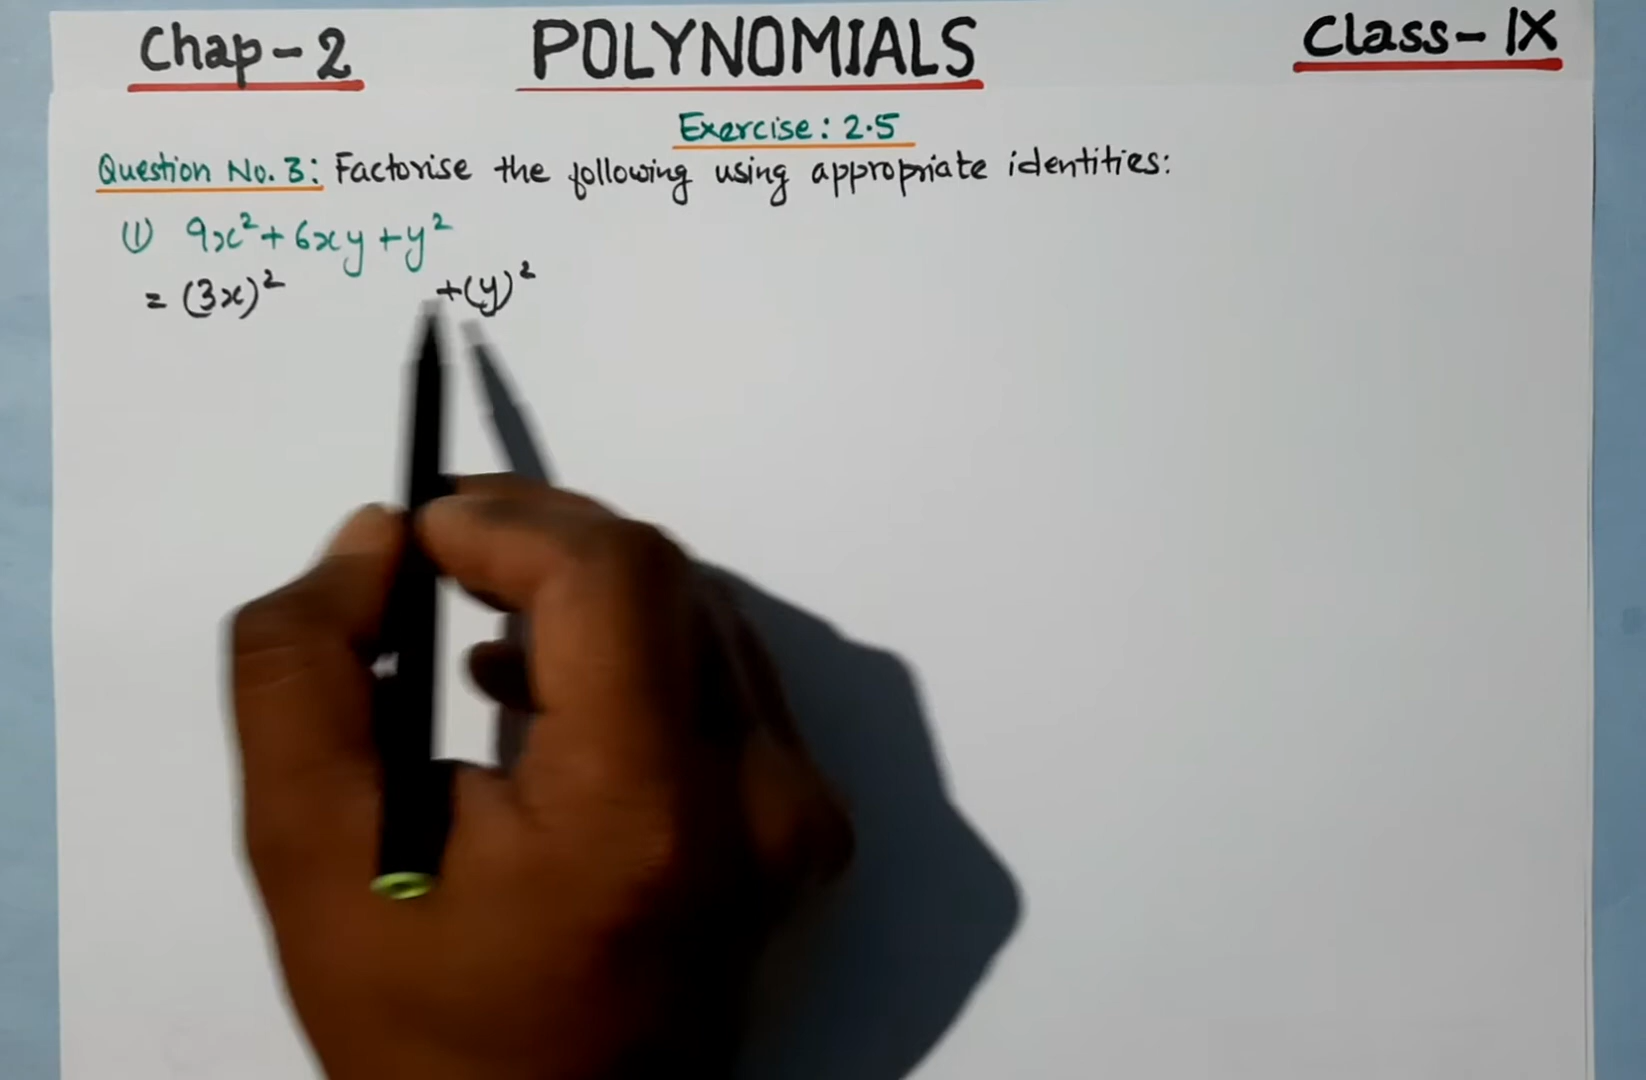 Chap-2 POLYNOMIALS Class-IX
Exercise: 2.5
Question No. 3: Factorise the following using appropriate identities:
(1) 9x²+6xy+y²
= (3x)² +(y)²